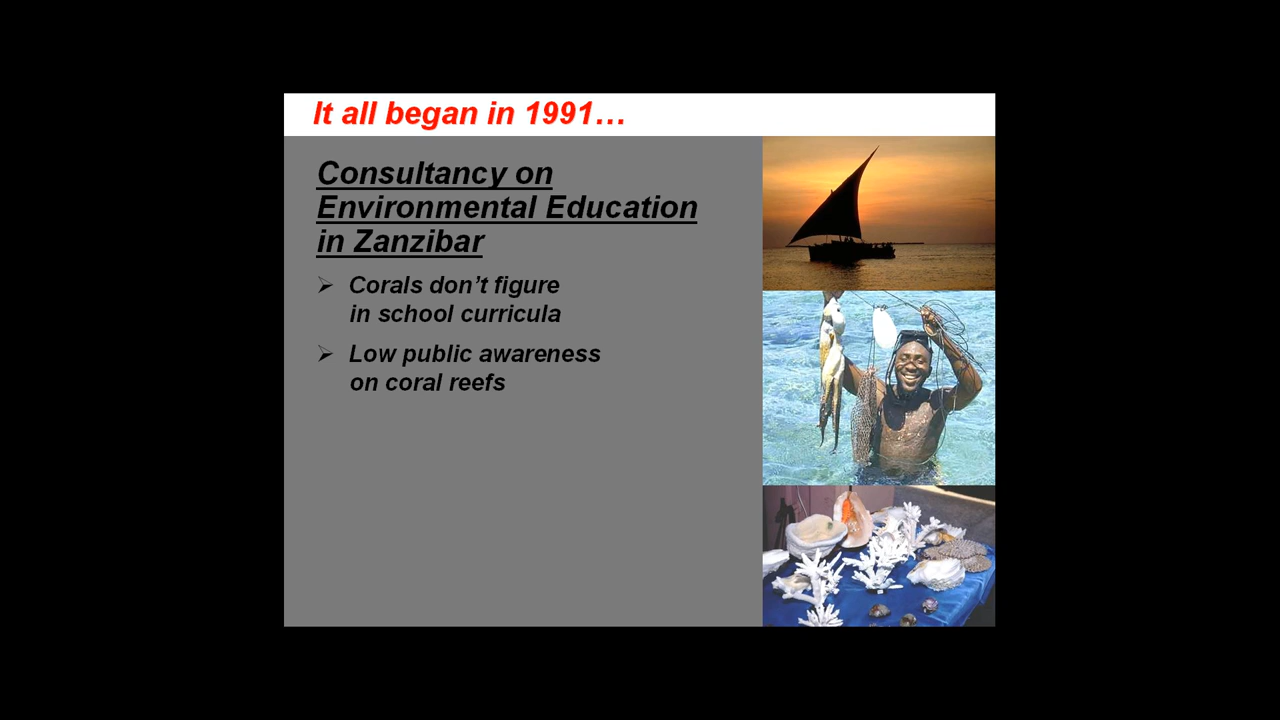 It all began in 1991…
Consultancy on
Environmental Education
in Zanzibar
➢ Corals don’t figure
in school curricula
➢ Low public awareness
on coral reefs